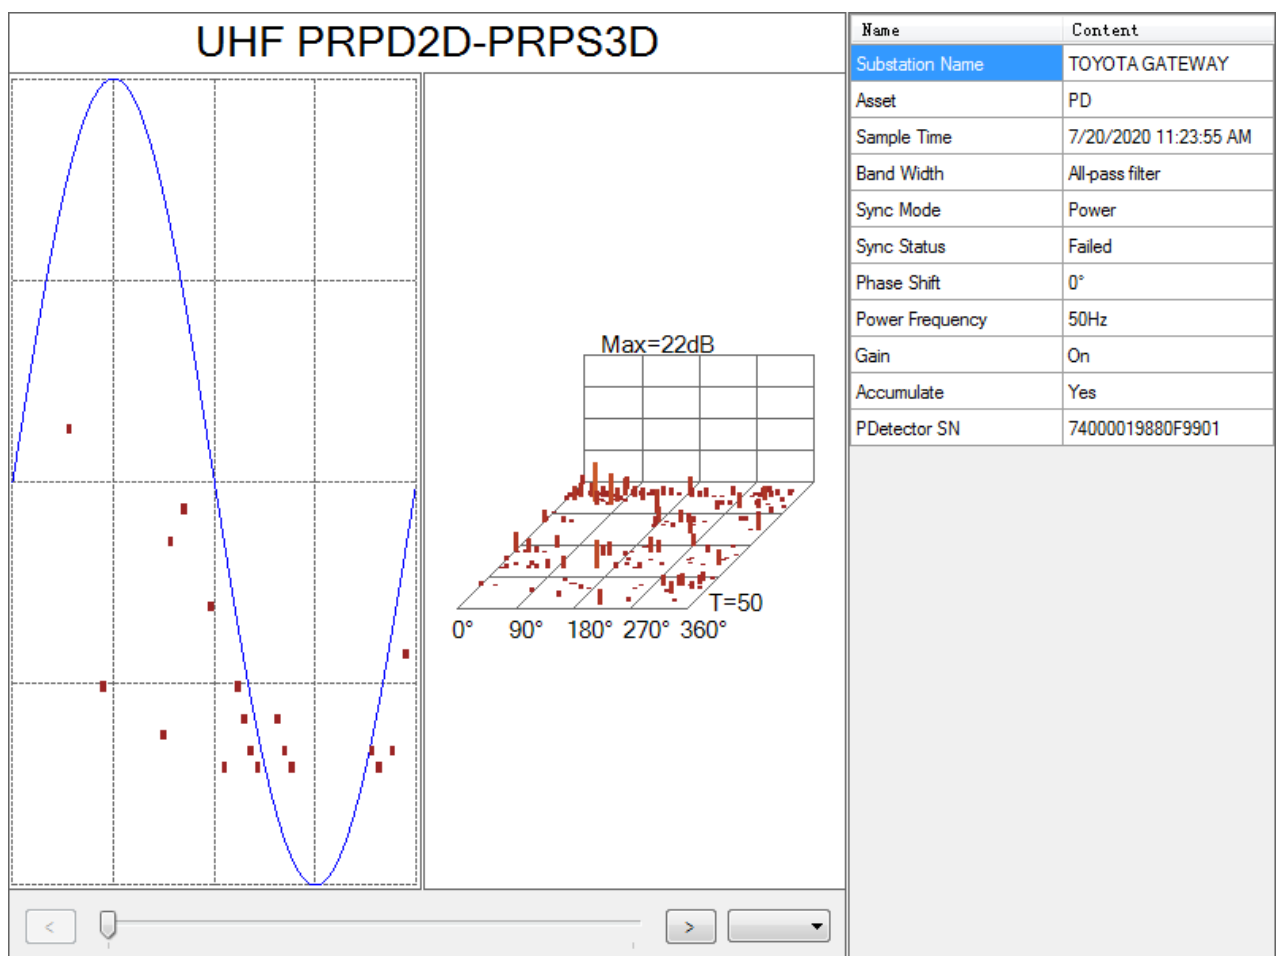 UHF PRPD2D-PRPS3D
Max=22dB
T=50
0° 90° 180° 270° 360°
< >
Name Content
Substation Name TOYOTA GATEWAY
Asset PD
Sample Time 7/20/2020 11:23:55 AM
Band Width All-pass filter
Sync Mode Power
Sync Status Failed
Phase Shift 0°
Power Frequency 50Hz
Gain On
Accumulate Yes
PDetector SN 74000019880F9901